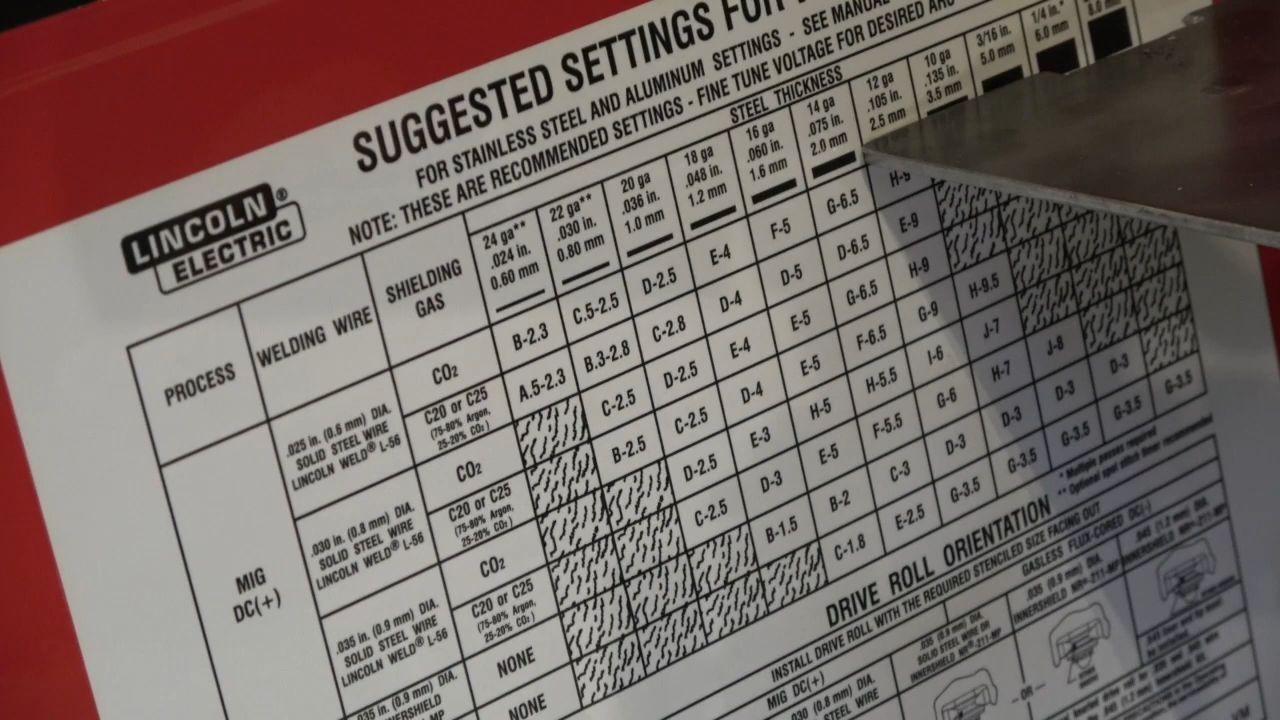 SUGGESTED SETTINGS FOR
FOR STAINLESS STEEL AND ALUMINUM SETTINGS - SEE MANUAL
NOTE: THESE ARE RECOMMENDED SETTINGS - FINE TUNE VOLTAGE FOR DESIRED ARC
LINCOLN ®
ELECTRIC
STEEL THICKNESS
PROCESS
WELDING WIRE
SHIELDING
GAS
24 ga**
.024 in.
0.60 mm
22 ga**
.030 in.
0.80 mm
20 ga
.036 in.
1.0 mm
18 ga
.048 in.
1.2 mm
16 ga
.060 in.
1.6 mm
14 ga
.075 in.
2.0 mm
12 ga
.105 in.
2.5 mm
10 ga
.135 in.
3.5 mm
3/16 in.
5.0 mm
1/4 in.*
6.0 mm
MIG
DC(+)
.025 in. (0.6 mm) DIA.
SOLID STEEL WIRE
LINCOLN WELD® L-56
CO2 B-2.3 C.5-2.5 D-2.5 E-4 F-5 G-6.5 H-9
C20 or C25
(75-80% Argon,
25-20% CO2)
A.5-2.3 B.3-2.8 C-2.8 D-4 D-5 D-6.5 E-9
.030 in. (0.8 mm) DIA.
SOLID STEEL WIRE
LINCOLN WELD® L-56
CO2 C-2.5 D-2.5 E-4 E-5 G-6.5 H-9
C20 or C25
(75-80% Argon,
25-20% CO2)
B-2.5 C-2.5 D-4 E-5 F-6.5 G-9 H-9.5
.035 in. (0.9 mm) DIA.
SOLID STEEL WIRE
LINCOLN WELD® L-56
CO2 D-2.5 E-3 H-5 H-5.5 I-6 J-7
C20 or C25
(75-80% Argon,
25-20% CO2)
C-2.5 D-3 E-5 F-5.5 G-6 H-7 J-8
.035 in. (0.9 mm) DIA.
NONE B-1.5 B-2 C-3 D-3 D-3 D-3 D-3
NONE C-1.8 E-2.5 G-3.5 G-3.5 G-3.5 G-3.5 G-3.5
* Multiple passes required
** Optional spot stitch timer recommended
DRIVE ROLL ORIENTATION
INSTALL DRIVE ROLL WITH THE REQUIRED STENCILED SIZE FACING OUT
MIG DC(+)
GASLESS FLUX-CORED DC(-)
.030 (0.8 mm) DIA.
.035 (0.9 mm) DIA.
SOLID STEEL WIRE OR
INNERSHIELD NR®-211-MP
.035 (0.9 mm) DIA.
INNERSHIELD NR®-211-MP
-OR-